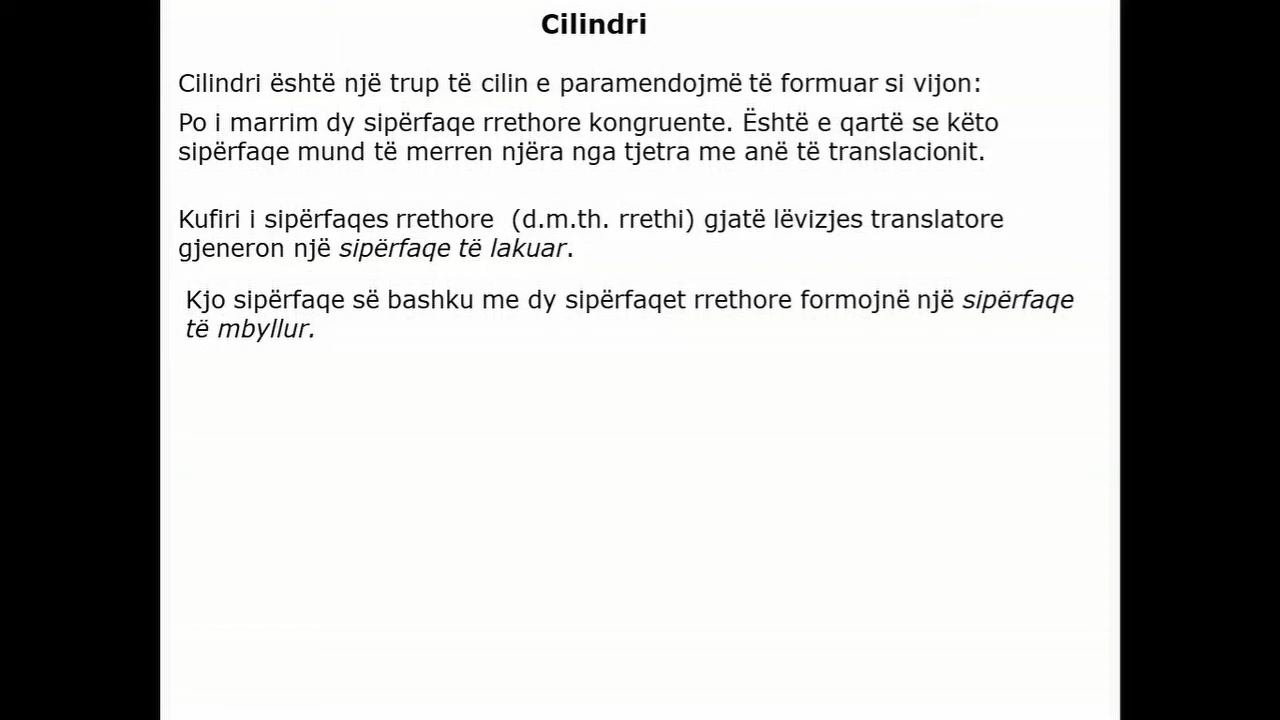 Cilindri
Cilindri është një trup të cilin e paramendojmë të formuar si vijon:
Po i marrim dy sipërfaqe rrethore kongruente. Është e qartë se këto
sipërfaqe mund të merren njëra nga tjetra me anë të translacionit.
Kufiri i sipërfaqes rrethore (d.m.th. rrethi) gjatë lëvizjes translatore
gjeneron një sipërfaqe të lakuar.
Kjo sipërfaqe së bashku me dy sipërfaqet rrethore formojnë një sipërfaqe
të mbyllur.